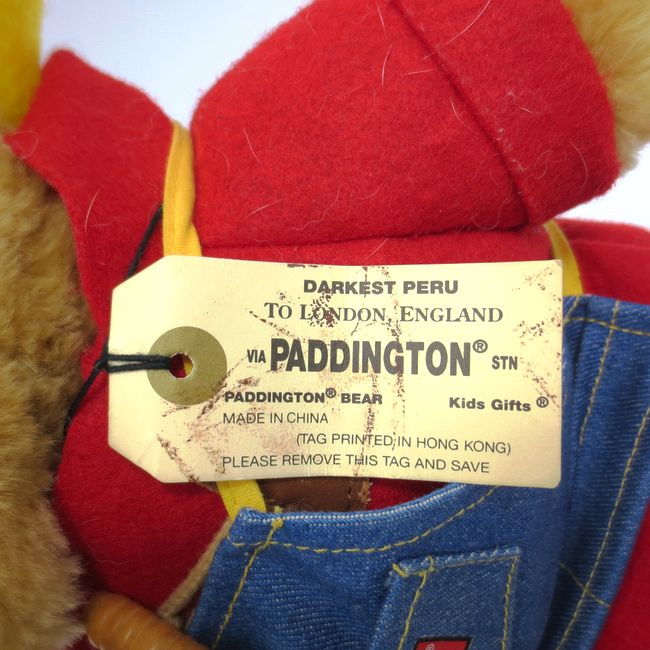 DARKEST PERU
TO LONDON, ENGLAND
VIA PADDINGTON® STN
PADDINGTON® BEAR Kids Gifts®
MADE IN CHINA
(TAG PRINTED IN HONG KONG)
PLEASE REMOVE THIS TAG AND SAVE